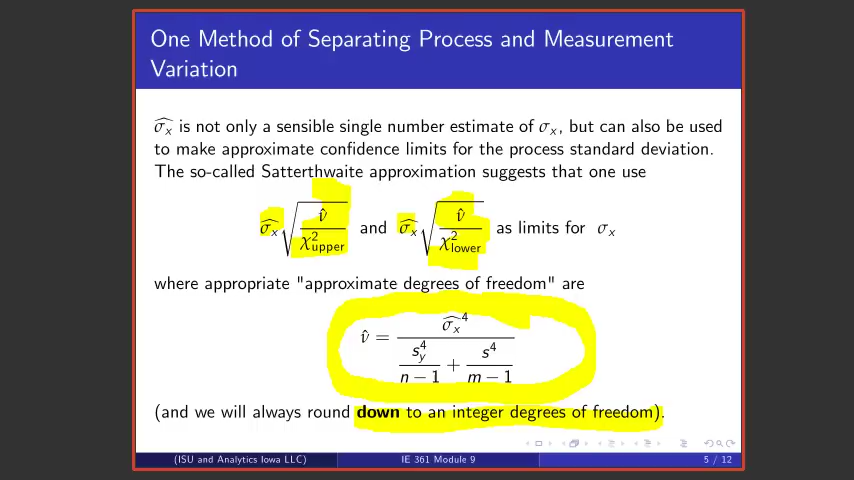 One Method of Separating Process and Measurement
Variation
σ̂ₓ is not only a sensible single number estimate of σₓ, but can also be used
to make approximate confidence limits for the process standard deviation.
The so-called Satterthwaite approximation suggests that one use
σ̂ₓ √(ν̂ / χ²upper) and σ̂ₓ √(ν̂ / χ²lower) as limits for σₓ
where appropriate "approximate degrees of freedom" are
ν̂ = σ̂ₓ⁴ / (s_y⁴ / (n − 1) + s⁴ / (m − 1))
(and we will always round down to an integer degrees of freedom).
(ISU and Analytics Iowa LLC) IE 361 Module 9 5 / 12